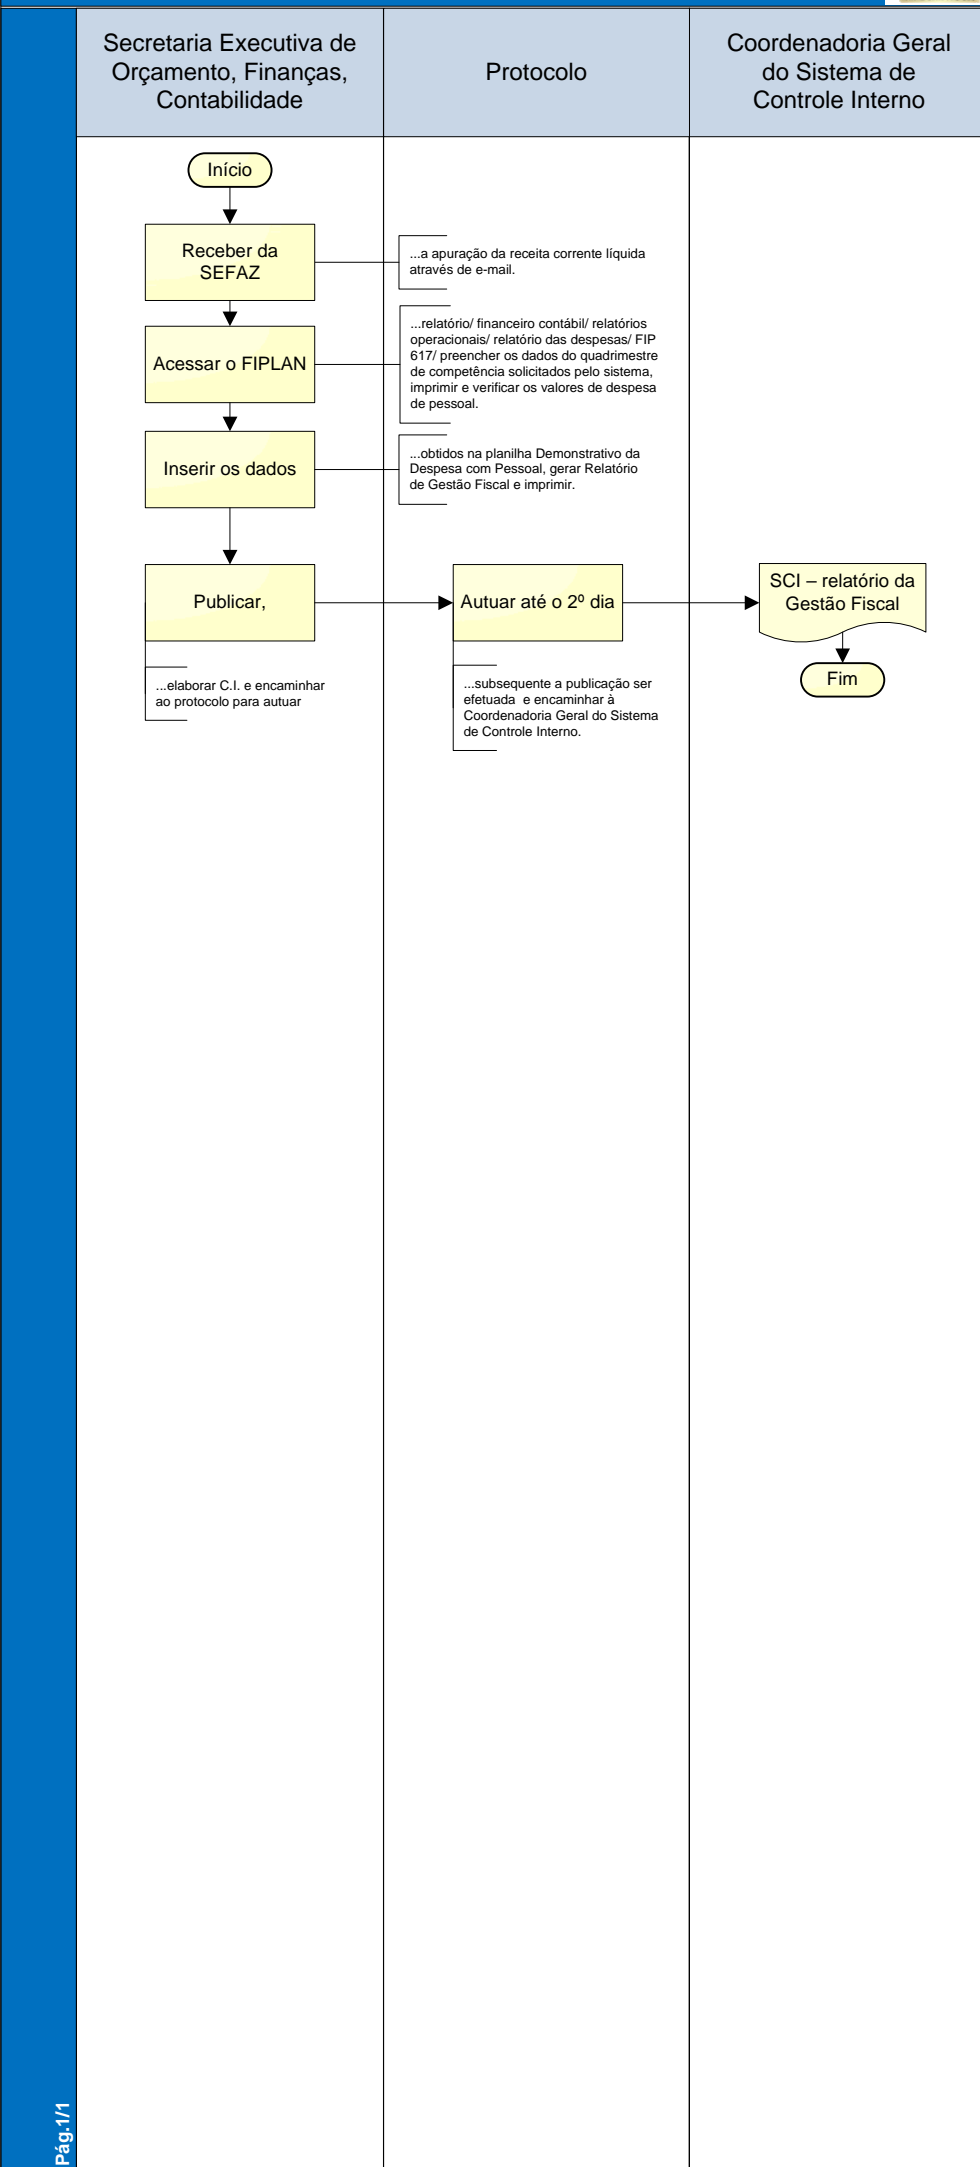 Secretaria Executiva de
Orçamento, Finanças,
Contabilidade
Protocolo
Coordenadoria Geral
do Sistema de
Controle Interno
Início
Receber da
SEFAZ
...a apuração da receita corrente líquida
através de e-mail.
Acessar o FIPLAN
...relatório/ financeiro contábil/ relatórios
operacionais/ relatório das despesas/ FIP
617/ preencher os dados do quadrimestre
de competência solicitados pelo sistema,
imprimir e verificar os valores de despesa
de pessoal.
Inserir os dados
...obtidos na planilha Demonstrativo da
Despesa com Pessoal, gerar Relatório
de Gestão Fiscal e imprimir.
Publicar,
...elaborar C.I. e encaminhar
ao protocolo para autuar
Autuar até o 2º dia
...subsequente a publicação ser
efetuada  e encaminhar à
Coordenadoria Geral do Sistema
de Controle Interno.
SCI – relatório da
Gestão Fiscal
Fim
Pág.1/1